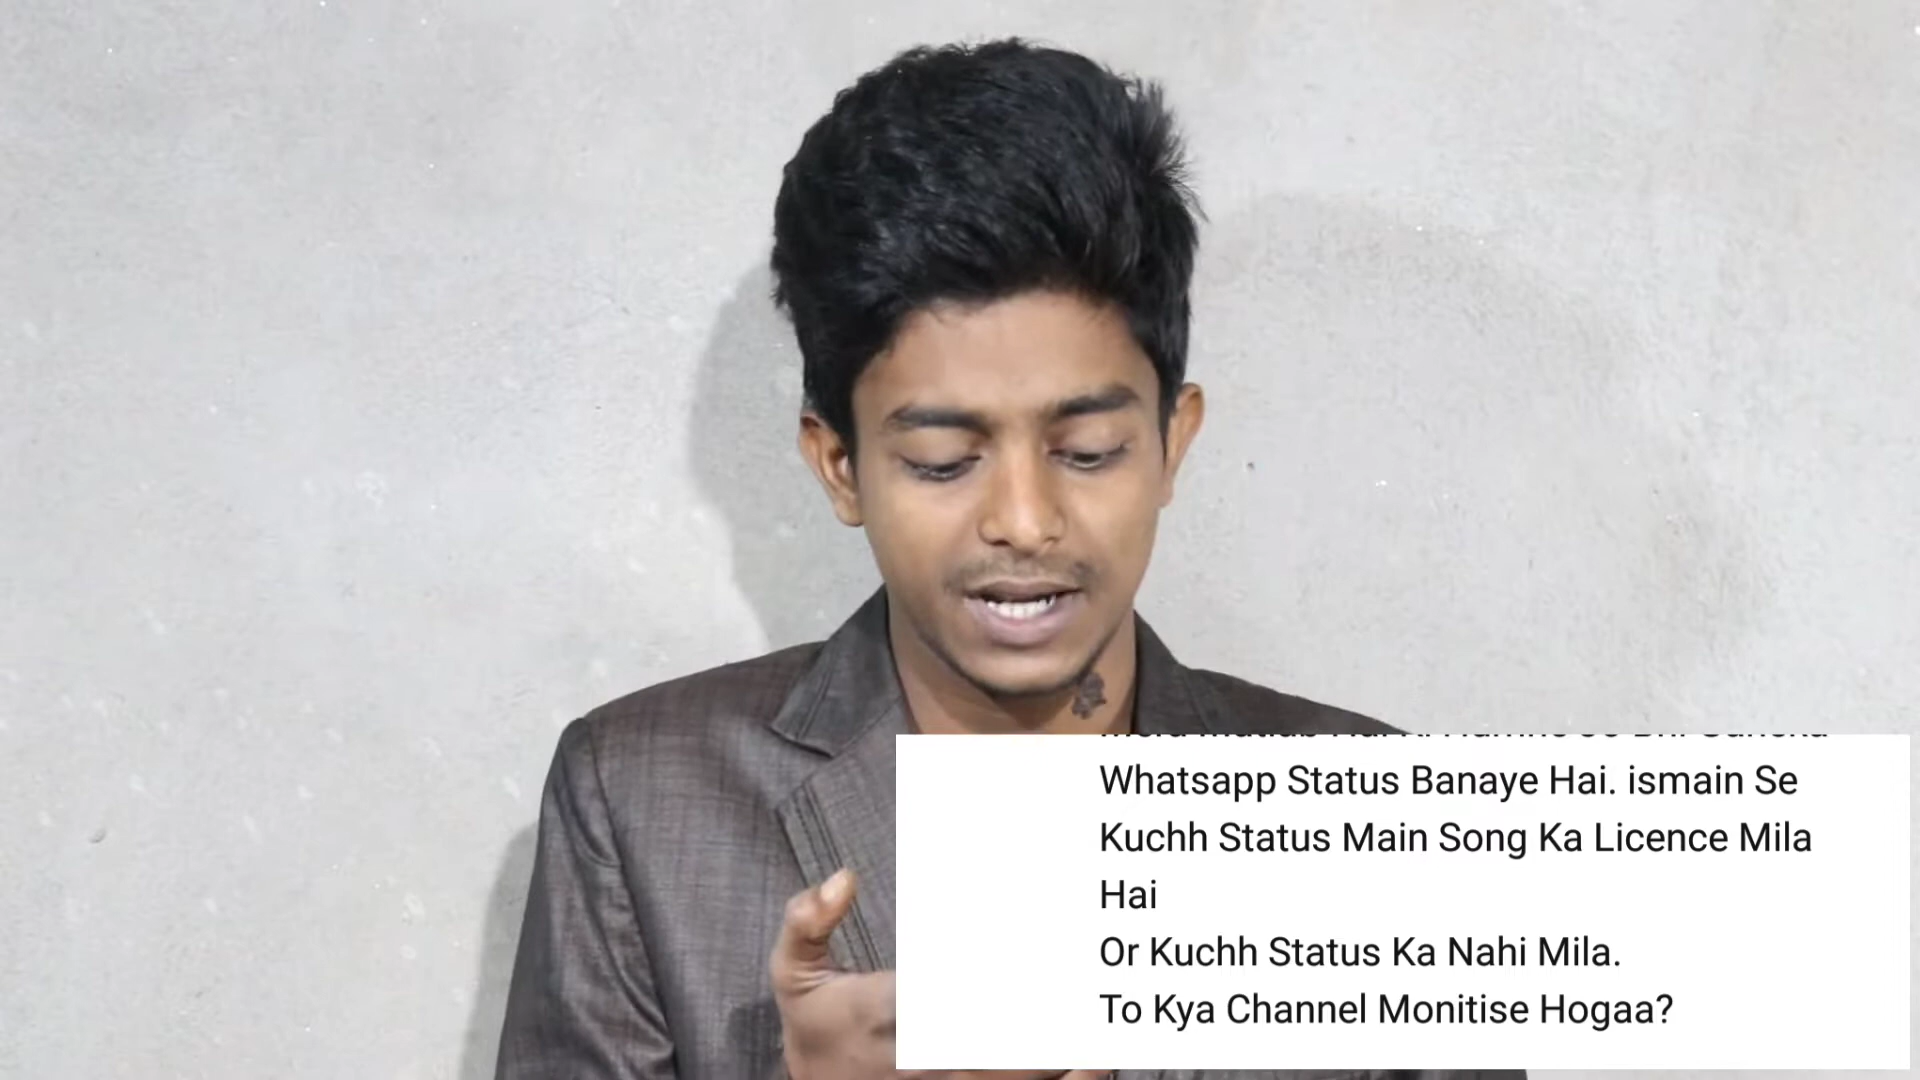 Whatsapp Status Banaye Hai. ismain Se
Kuchh Status Main Song Ka Licence Mila
Hai
Or Kuchh Status Ka Nahi Mila.
To Kya Channel Monitise Hogaa?